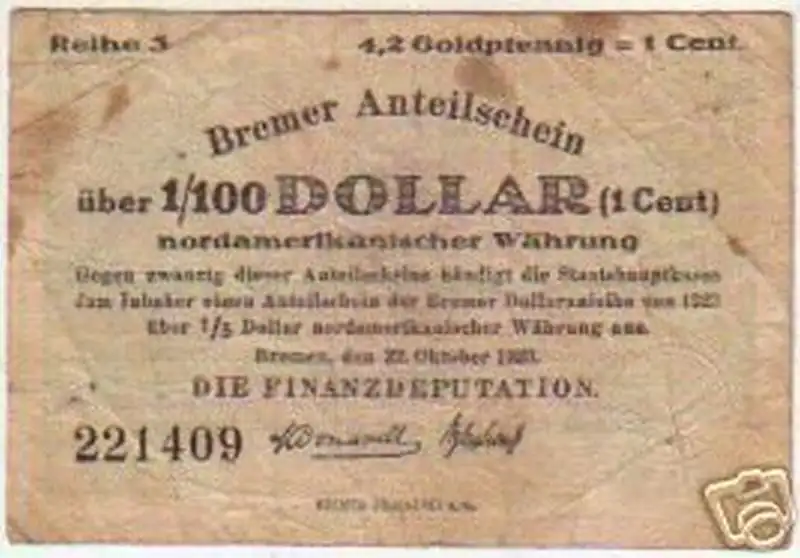 Reihe 3 4,2 Goldpfennig = 1 Cent.
Bremer Anteilschein
über 1/100 DOLLAR (1 Cent)
nordamerikanischer Währung
Gegen zwanzig dieser Anteilscheine händigt die Staatshauptkasse
dem Inhaber einen Anteilschein der Bremer Dollaranleihe von 1923
über 1/5 Dollar nordamerikanischer Währung aus.
Bremen, den 22. Oktober 1923.
DIE FINANZDEPUTATION.
221409